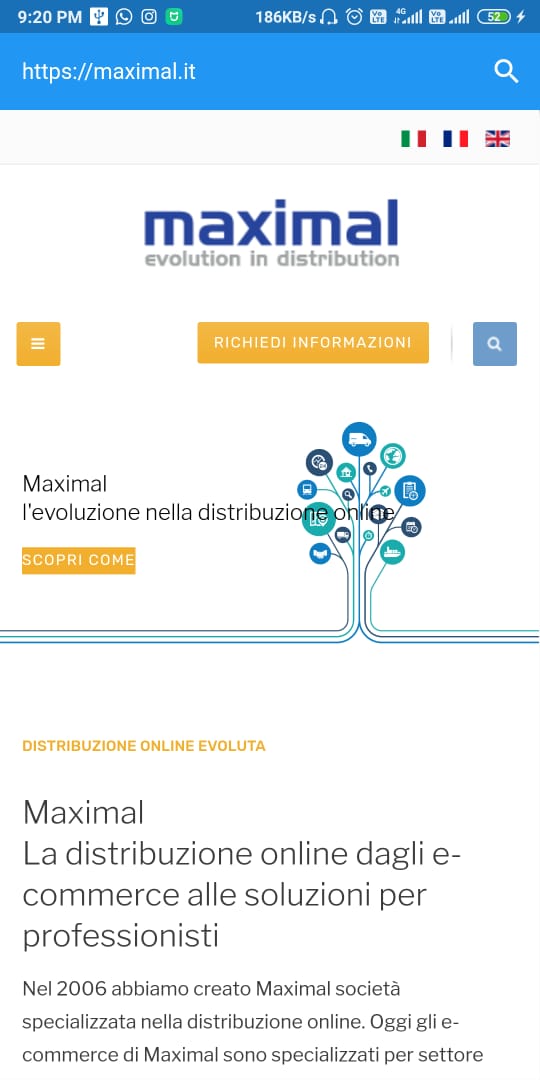 9:20 PM 186KB/s 4G 52
https://maximal.it
maximal
evolution in distribution
RICHIEDI INFORMAZIONI
Maximal
l'evoluzione nella distribuzione online
SCOPRI COME
DISTRIBUZIONE ONLINE EVOLUTA
Maximal
La distribuzione online dagli e-
commerce alle soluzioni per
professionisti
Nel 2006 abbiamo creato Maximal società
specializzata nella distribuzione online. Oggi gli e-
commerce di Maximal sono specializzati per settore